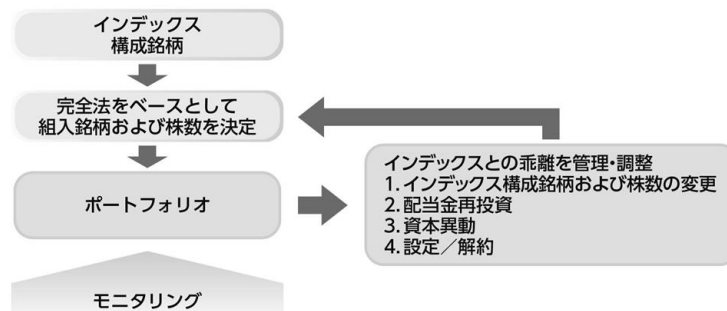 インデックス
構成銘柄
完全法をベースとして
組入銘柄および株数を決定
ポートフォリオ
インデックスとの乖離を管理・調整
1.インデックス構成銘柄および株数の変更
2.配当金再投資
3.資本異動
4.設定／解約
モニタリング